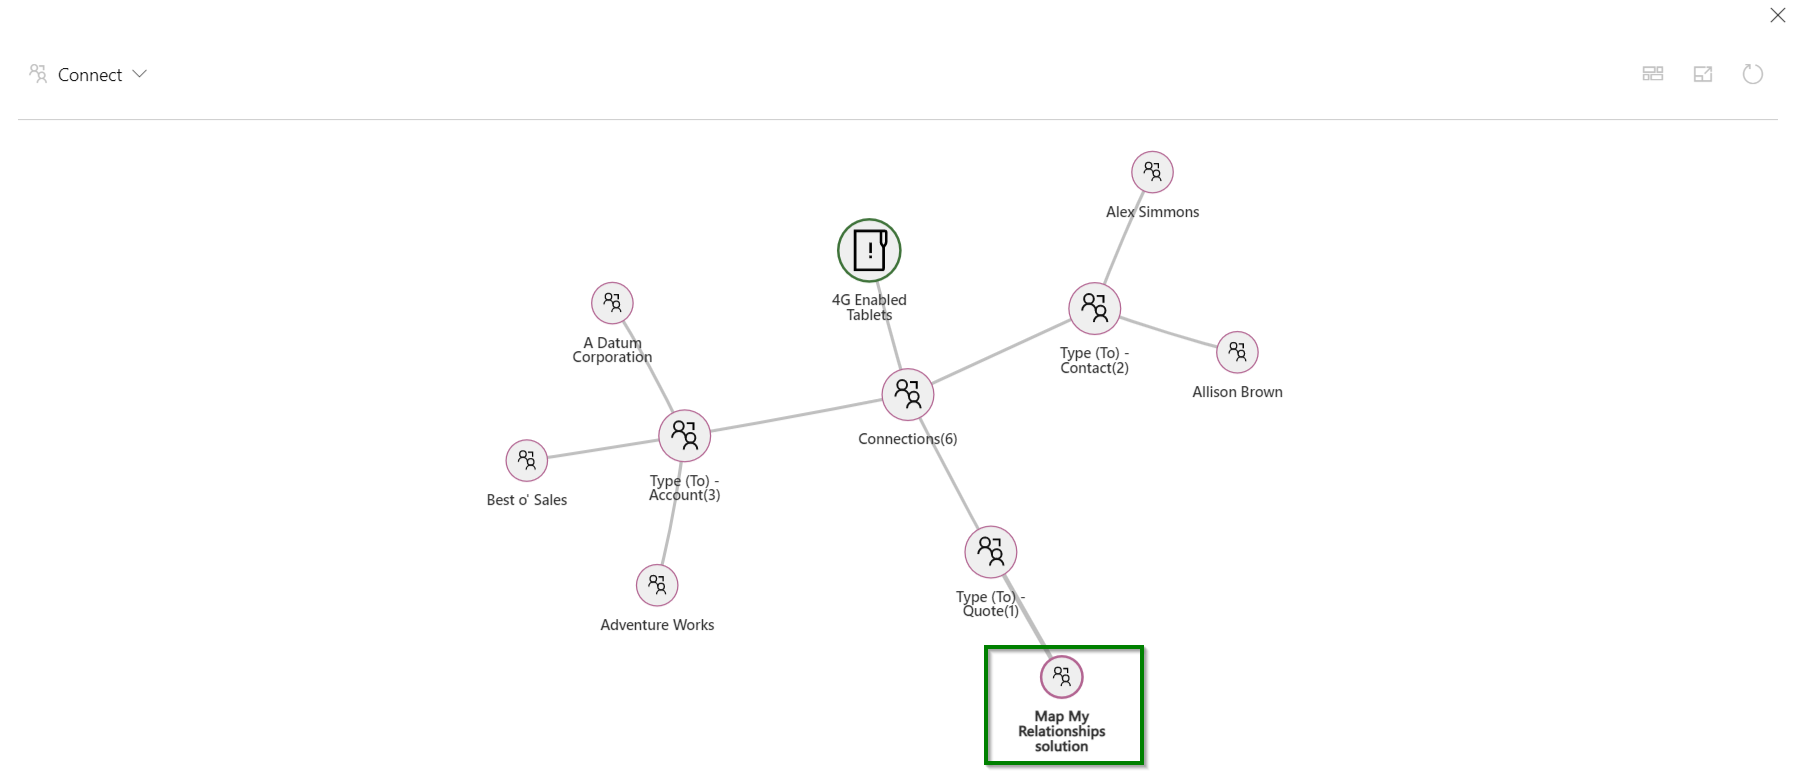 Connect
Alex Simmons
4G Enabled
Tablets
A Datum
Corporation
Type (To) -
Contact(2)
Allison Brown
Connections(6)
Type (To) -
Account(3)
Best o' Sales
Type (To) -
Quote(1)
Adventure Works
Map My
Relationships
solution